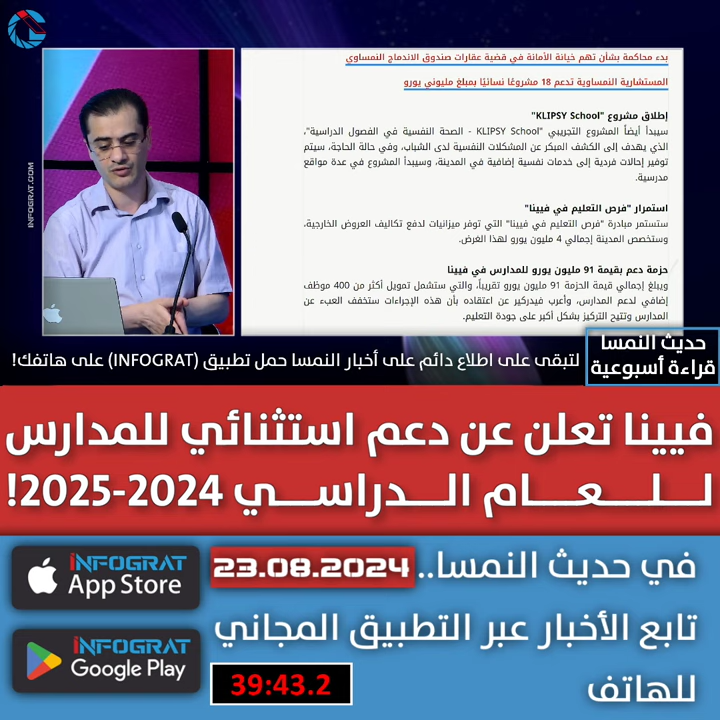 بدء محاكمة بشأن تهم خيانة الأمانة في قضية عقارات صندوق الاندماج النمساوي
المستشارية النمساوية تدعم 18 مشروعًا نسائيًا بمبلغ مليوني يورو
إطلاق مشروع "KLIPSY School"
سيبدأ أيضاً المشروع التجريبي "KLIPSY School - الصحة النفسية في الفصول الدراسية"،
الذي يهدف إلى الكشف المبكر عن المشكلات النفسية لدى الشباب، وفي حالة الحاجة، سيتم
توفير إحالات فردية إلى خدمات نفسية إضافية في المدينة، وسيبدأ المشروع في عدة مواقع
مدرسية.
استمرار "فرص التعليم في فيينا"
ستستمر مبادرة "فرص التعليم في فيينا" التي توفر ميزانيات لدفع تكاليف العروض الخارجية،
وستخصص المدينة إجمالي 4 مليون يورو لهذا الغرض.
حزمة دعم بقيمة 91 مليون يورو للمدارس في فيينا
ويبلغ إجمالي قيمة الحزمة 91 مليون يورو تقريباً، والتي ستشمل تمويل أكثر من 400 موظف
إضافي لدعم المدارس، وأعرب فيدركير عن اعتقاده بأن هذه الإجراءات ستخفف العبء عن
المدارس وتتيح التركيز بشكل أكبر على جودة التعليم.
INFOGRAT.COM
حديث النمسا
قراءة أسبوعية
لتبقى على اطلاع دائم على أخبار النمسا حمل تطبيق (INFOGRAT) على هاتفك!
فيينا تعلن عن دعم استثنائي للمدارس
للعام الدراسي 2024-2025!
في حديث النمسا.. 23.08.2024
تابع الأخبار عبر التطبيق المجاني
للهاتف
INFOGRAT
App Store
INFOGRAT
Google Play
39:43.2